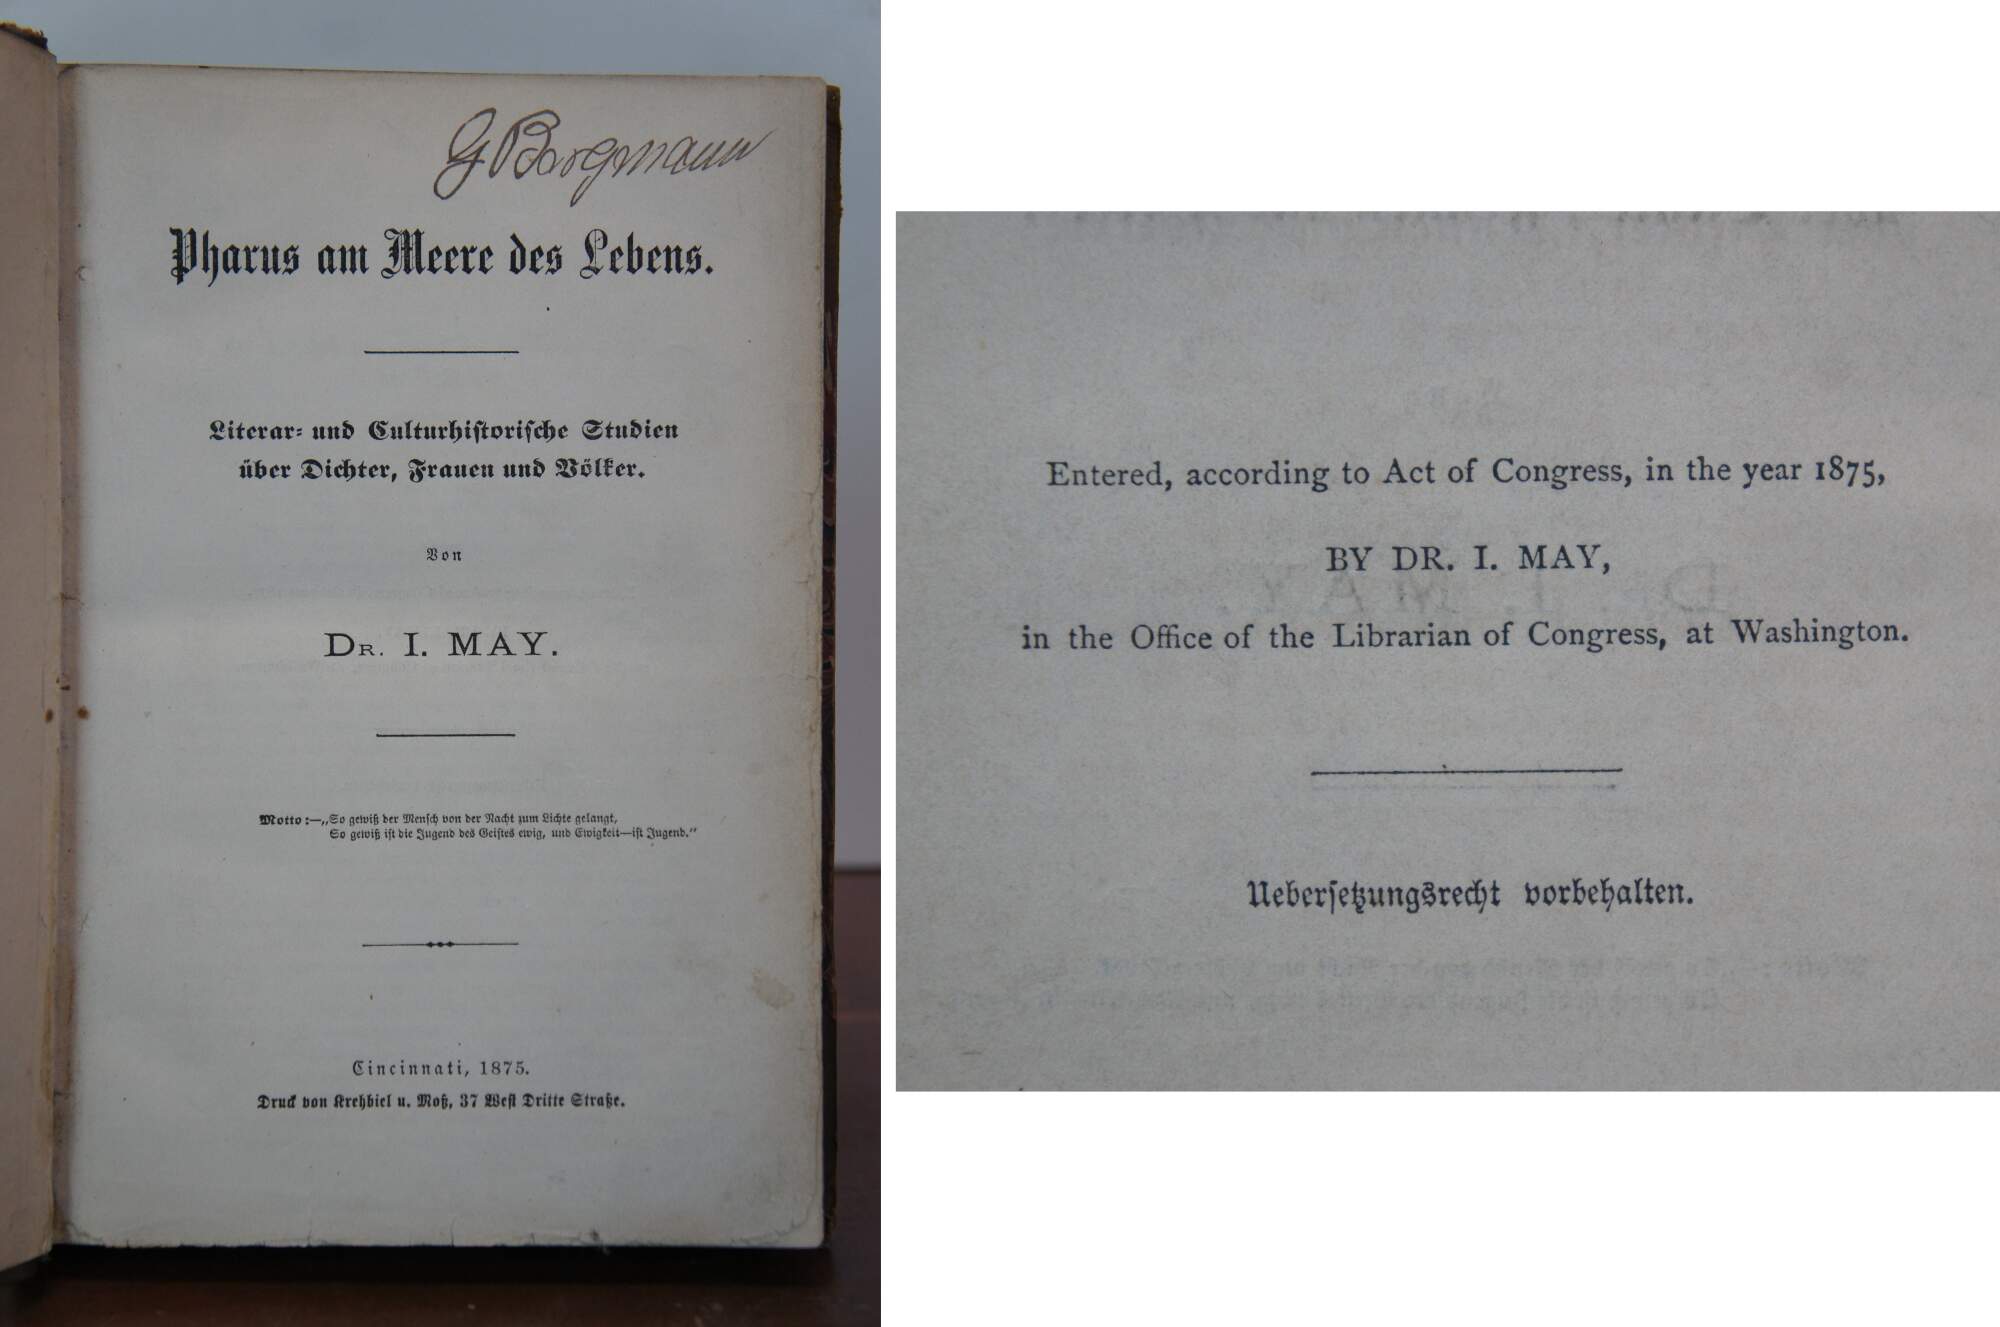 G Bergmann
Pharus am Meere des Lebens.
Literar- und Culturhistorische Studien
über Dichter, Frauen und Völker.
Von
DR. I. MAY.
Motto:—„So gewiß der Mensch von der Nacht zum Lichte gelangt,
So gewiß ist die Jugend des Geistes ewig, und Ewigkeit—ist Jugend."
Cincinnati, 1875.
Druck von Krehbiel u. Moß, 37 West Dritte Straße.
Entered, according to Act of Congress, in the year 1875,
BY DR. I. MAY,
in the Office of the Librarian of Congress, at Washington.
Uebersetzungsrecht vorbehalten.